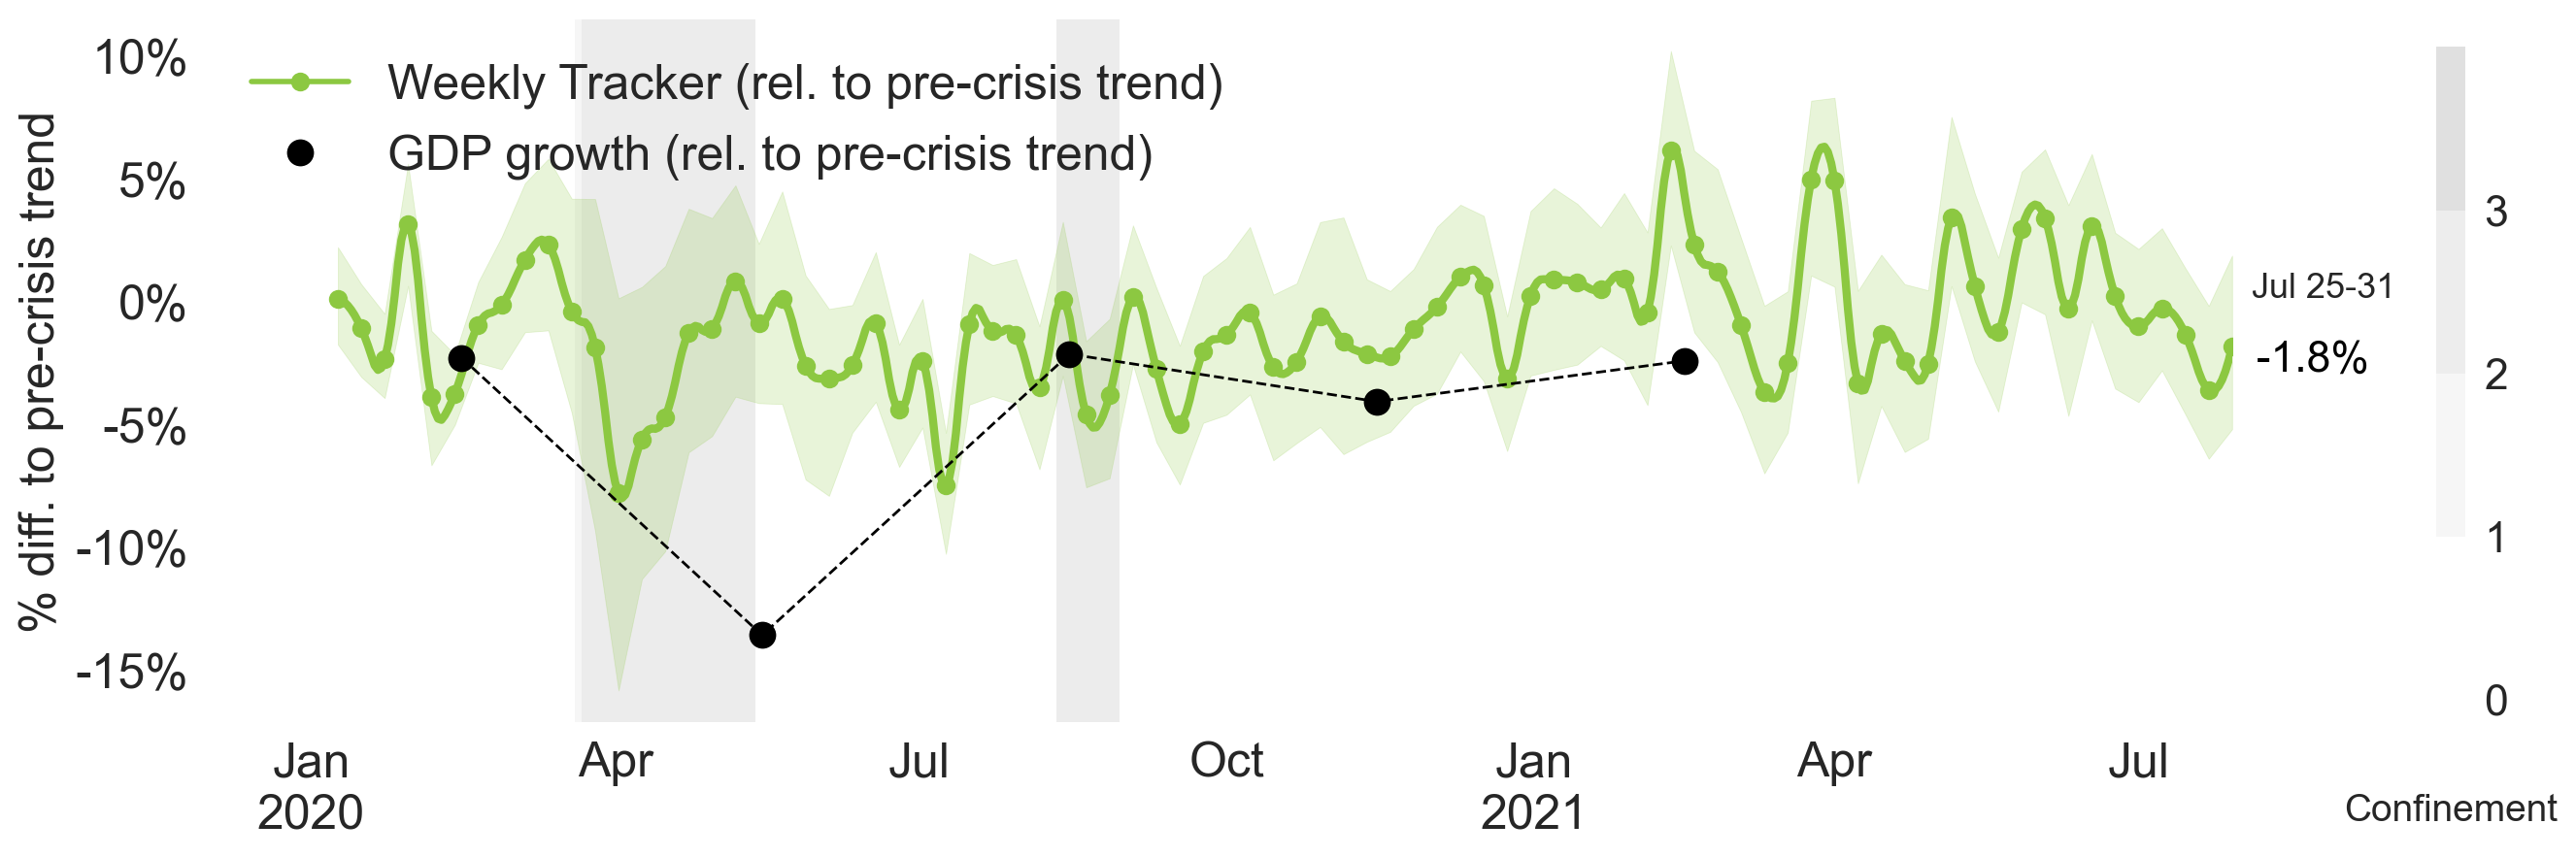 % diff. to pre-crisis trend
10%
5%
0%
-5%
-10%
-15%
Weekly Tracker (rel. to pre-crisis trend)
GDP growth (rel. to pre-crisis trend)
Jul 25-31
-1.8%
3
2
1
0
Jan
2020
Apr
Jul
Oct
Jan
2021
Apr
Jul
Confinement